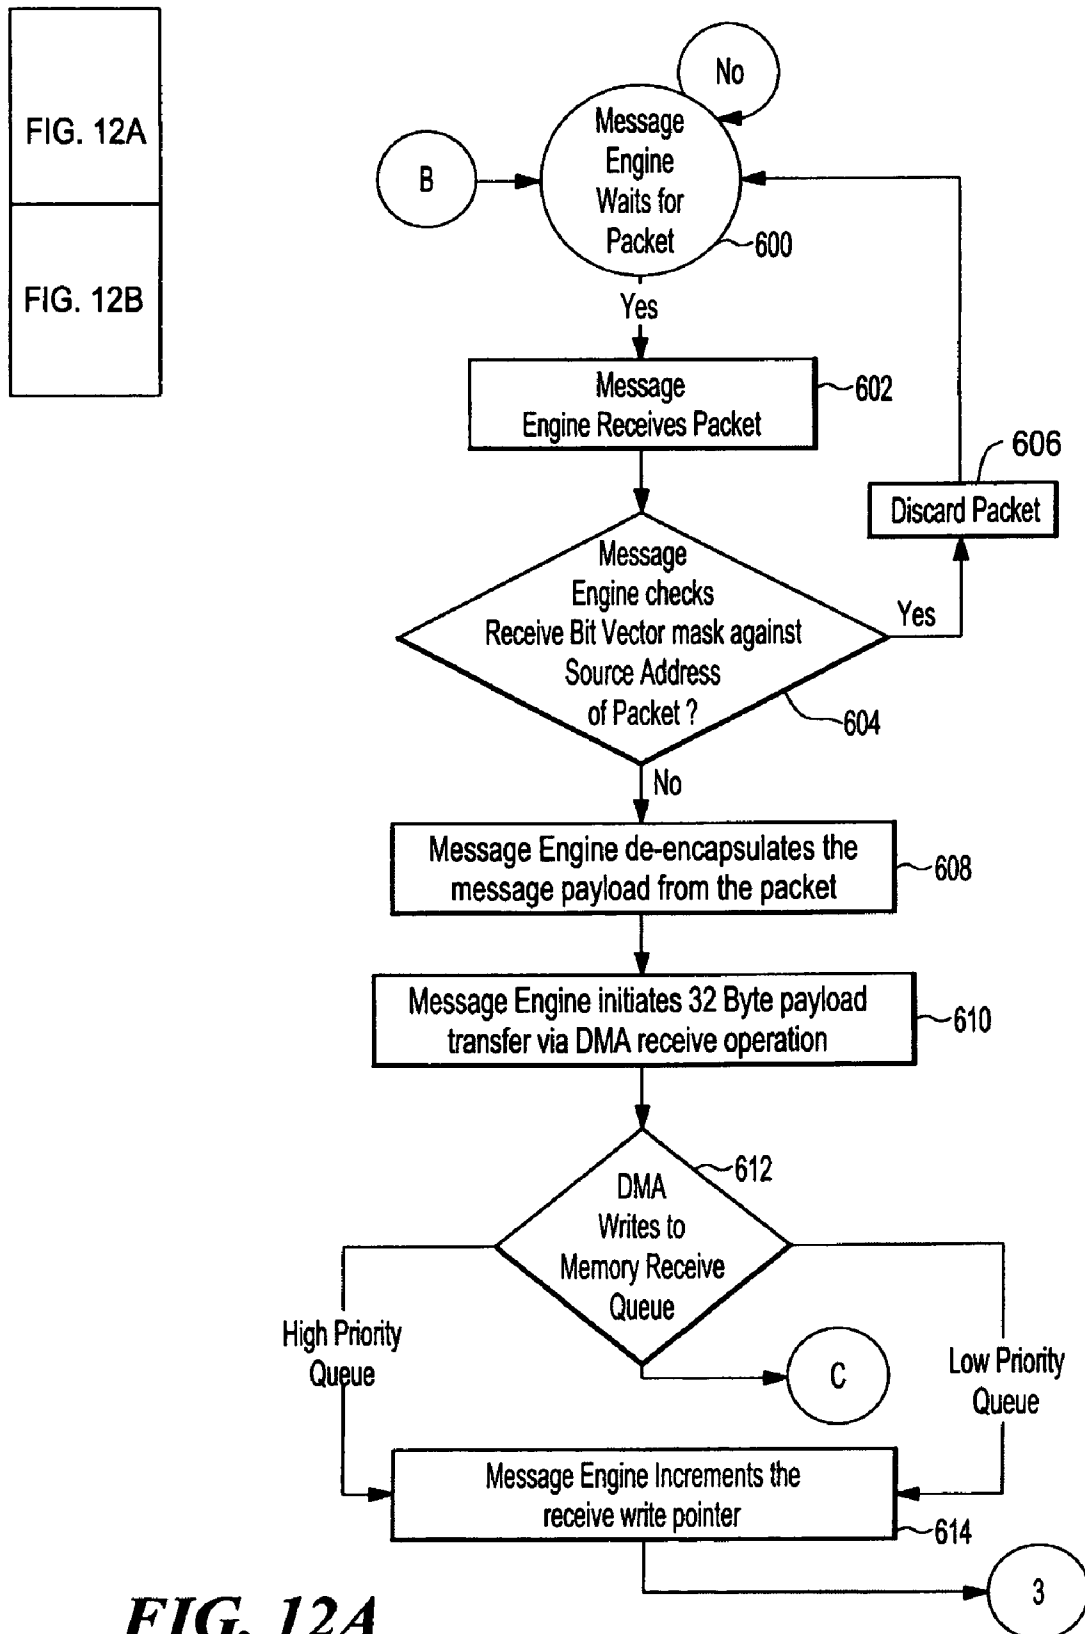 FIG. 12A
FIG. 12B
No
Message
Engine
Waits for
Packet
B
600
Yes
Message
Engine Receives Packet
602
606
Discard Packet
Message
Engine checks
Receive Bit Vector mask against
Source Address
of Packet ?
Yes
604
No
Message Engine de-encapsulates the
message payload from the packet
608
Message Engine initiates 32 Byte payload
transfer via DMA receive operation
610
612
DMA
Writes to
Memory Receive
Queue
High Priority
Queue
C
Low Priority
Queue
Message Engine Increments the
receive write pointer
614
3
FIG. 12A